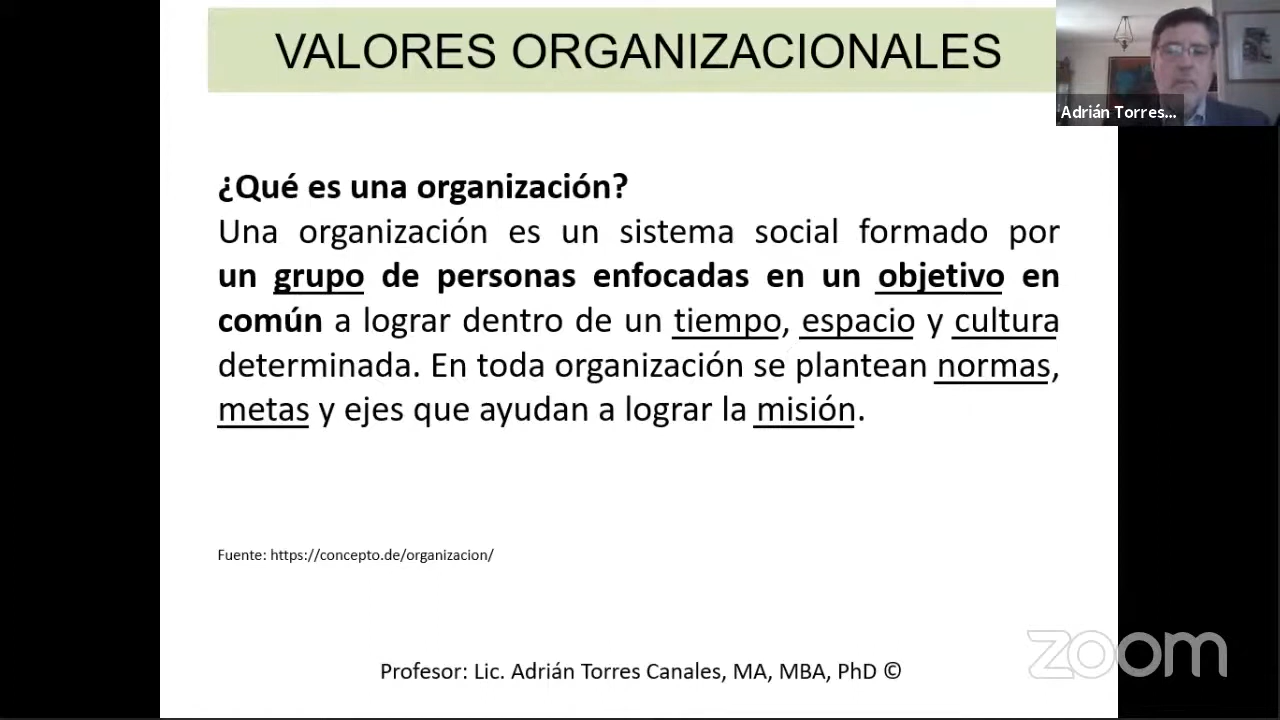 VALORES ORGANIZACIONALES
Adrián Torres...
¿Qué es una organización?
Una organización es un sistema social formado por
un grupo de personas enfocadas en un objetivo en
común a lograr dentro de un tiempo, espacio y cultura
determinada. En toda organización se plantean normas,
metas y ejes que ayudan a lograr la misión.
Fuente: https://concepto.de/organizacion/
zoom
Profesor: Lic. Adrián Torres Canales, MA, MBA, PhD ©